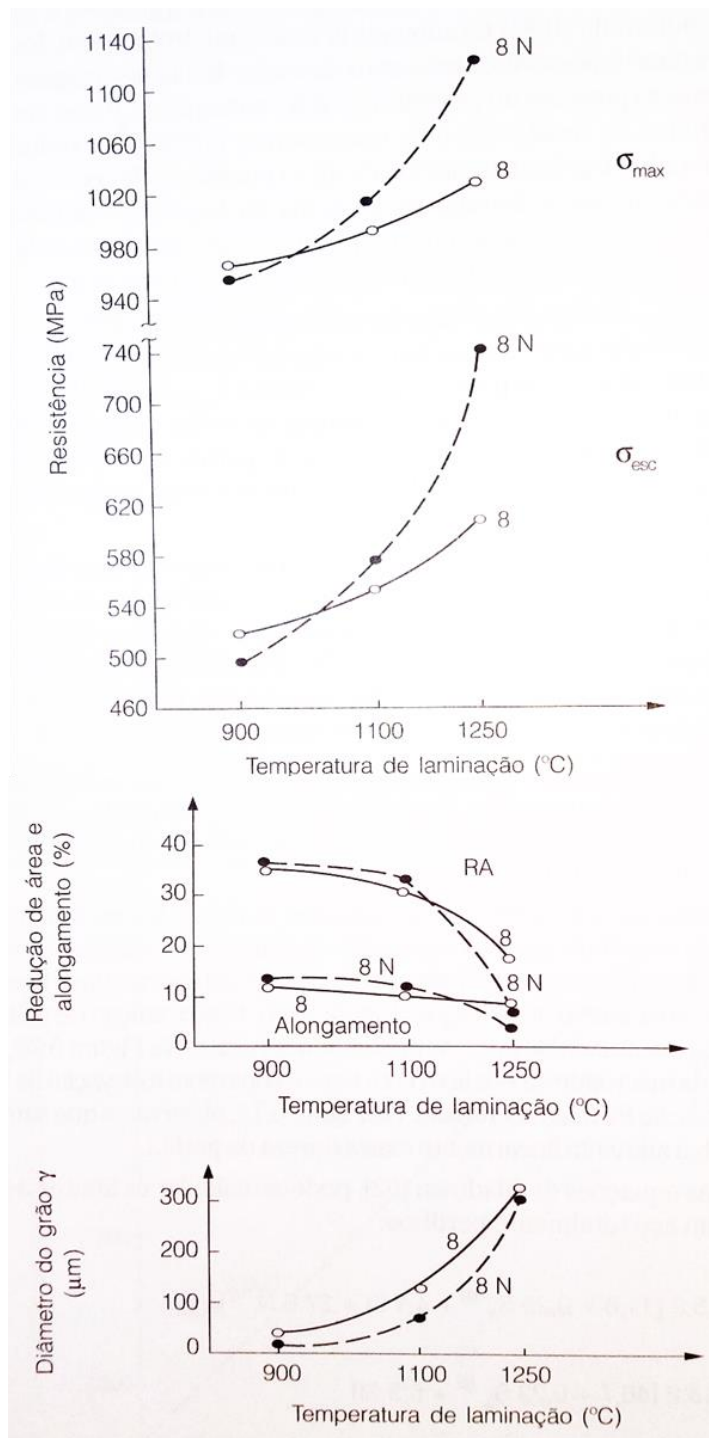 1140
8 N
1100
1060
8
σmax
1020
980
940
Resistência (MPa)
740
8 N
700
660
σesc
620
8
580
540
500
460
900 1100 1250
Temperatura de laminação (ºC)
Redução de área e
alongamento (%)
40
RA
30
8
20
8 N
8 N
10
8
Alongamento
0
900 1100 1250
Temperatura de laminação (ºC)
Diâmetro do grão γ
(μm)
300
8
200
8 N
100
0
900 1100 1250
Temperatura de laminação (ºC)